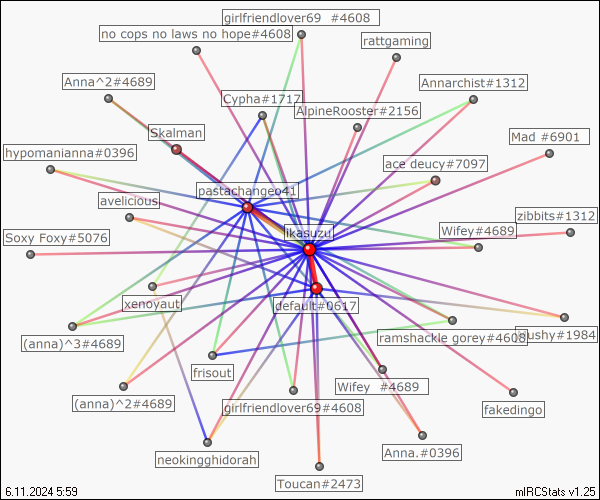 girlfriendlover69 #4608
no cops no laws no hope#4608
rattgaming
Anna^2#4689
Annarchist#1312
Cypha#1717
AlpineRooster#2156
Skalman
Mad #6901
hypomanianna#0396
ace deucy#7097
pastachangeo41
avelicious
zibbits#1312
likasuzu
Wifey#4689
Soxy Foxy#5076
xenoyaut
default#0617
(anna)^3#4689
ramshackle gorey#4608
bushy#1984
frisout
Wifey #4689
(anna)^2#4689
girlfriendlover69#4608
fakedingo
Anna.#0396
neokingghidorah
Toucan#2473
6.11.2024 5:59
mIRCStats v1.25